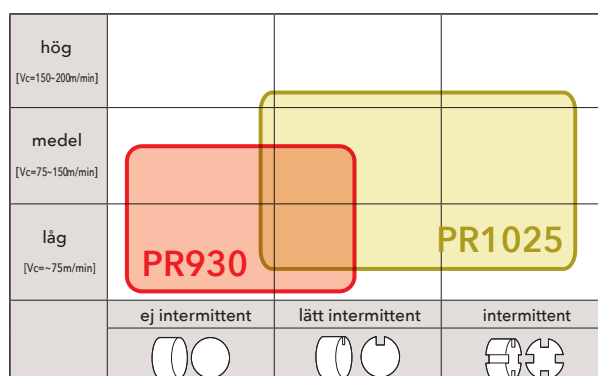 hög
[Vc=150~200m/min]
medel
[Vc=75~150m/min]
låg
[Vc=~75m/min]
PR930
PR1025
ej intermittent
lätt intermittent
intermittent